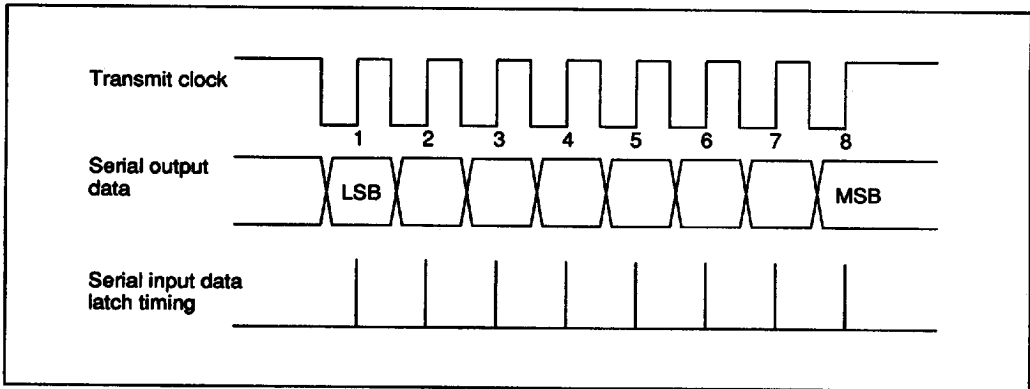 Transmit clock
1 2 3 4 5 6 7 8
Serial output
data
LSB
MSB
Serial input data
latch timing